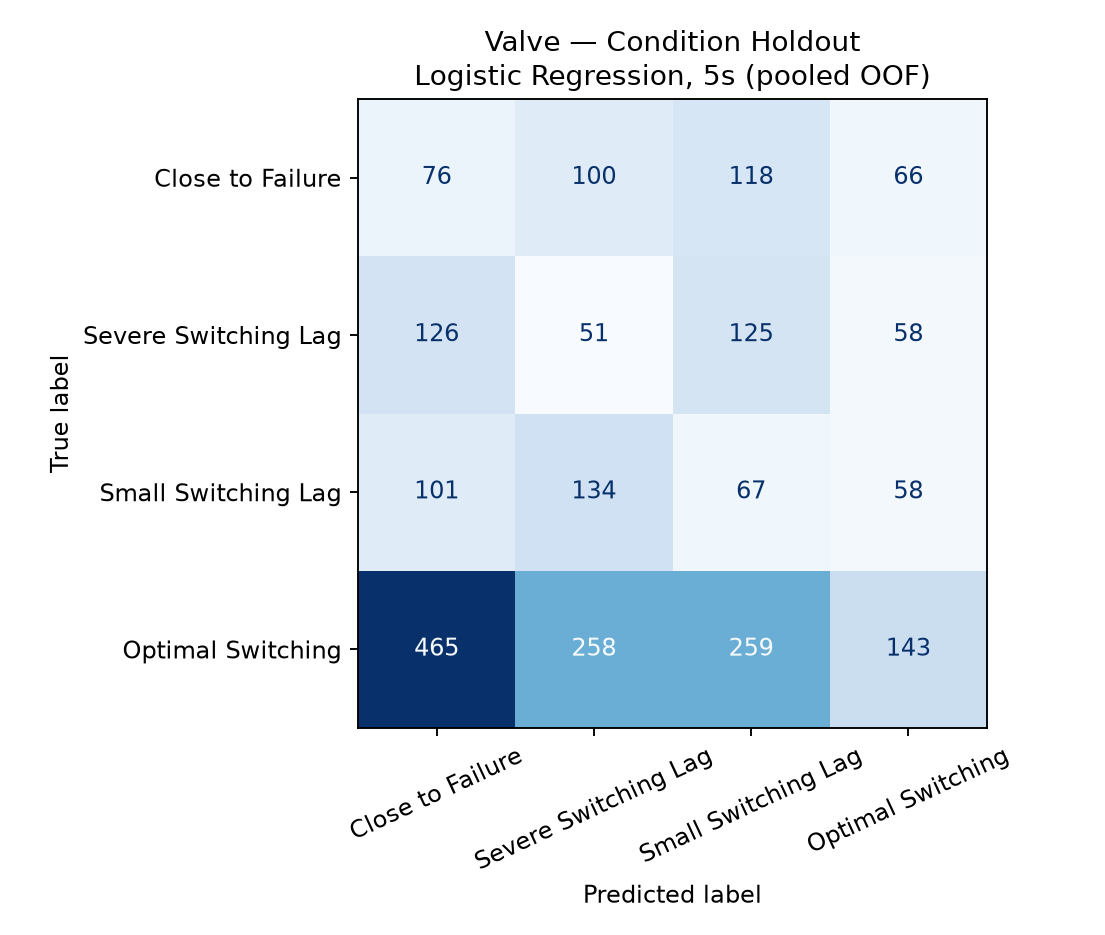 Valve — Condition Holdout
Logistic Regression, 5s (pooled OOF)
True label
Close to Failure
76 100 118 66
Severe Switching Lag
126 51 125 58
Small Switching Lag
101 134 67 58
Optimal Switching
465 258 259 143
Close to Failure
Severe Switching Lag
Small Switching Lag
Optimal Switching
Predicted label